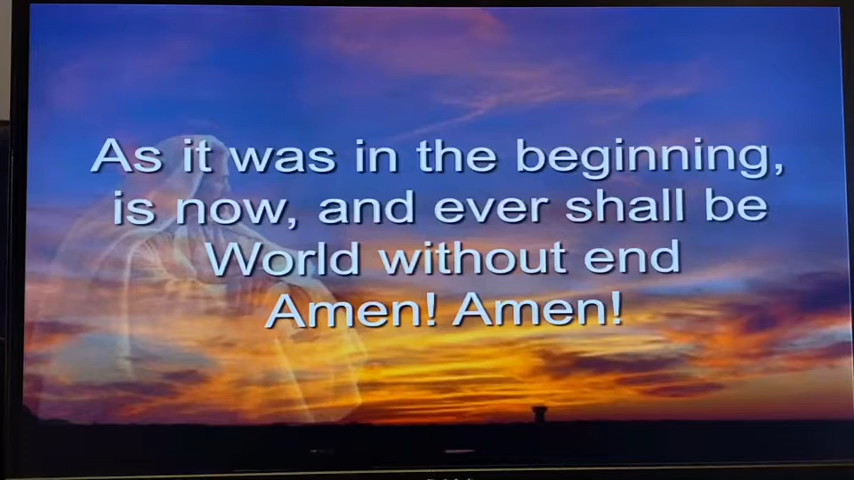 As it was in the beginning,
is now, and ever shall be
World without end
Amen! Amen!